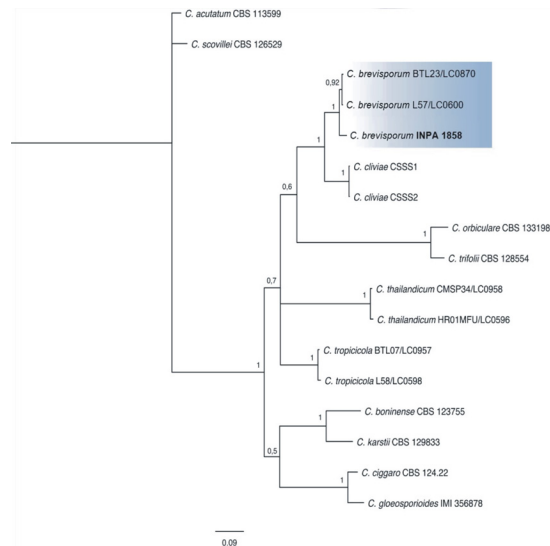 C. acutatum CBS 113599
C. scovillei CBS 126529
C. brevisporum BTL23/LC0870
0,92
C. brevisporum L57/LC0600
1
C. brevisporum INPA 1858
1
C. cliviae CSSS1
1
C. cliviae CSSS2
0,6
C. orbiculare CBS 133198
1
C. trifolii CBS 128554
0,7
C. thailandicum CMSP34/LC0958
1
C. thailandicum HR01MFU/LC0596
C. tropicicola BTL07/LC0957
1
C. tropicicola L58/LC0598
1
C. boninense CBS 123755
1
C. karstii CBS 129833
0,5
C. ciggaro CBS 124.22
1
C. gloeosporioides IMI 356878
0.09